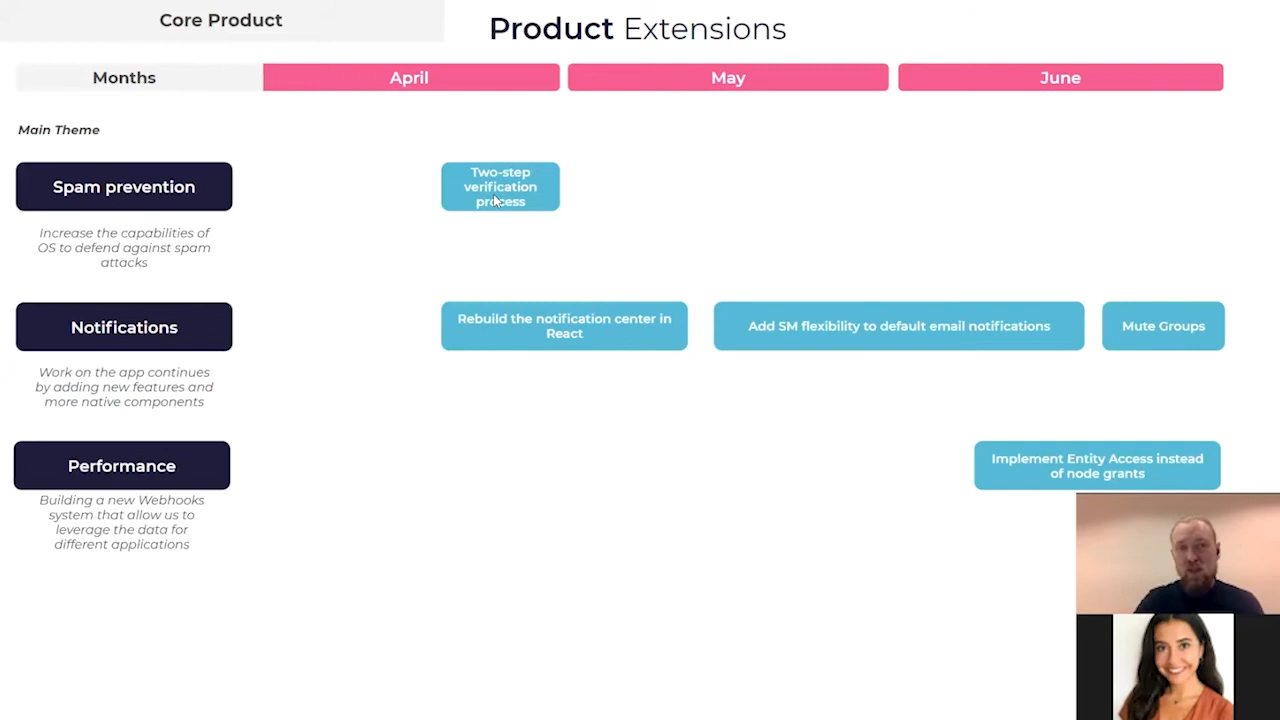 Core Product
Product Extensions
Months
April
May
June
Main Theme
Spam prevention
Two-step
verification
process
Increase the capabilities of
OS to defend against spam
attacks
Notifications
Rebuild the notification center in
React
Add SM flexibility to default email notifications
Mute Groups
Work on the app continues
by adding new features and
more native components
Performance
Implement Entity Access instead
of node grants
Building a new Webhooks
system that allow us to
leverage the data for
different applications